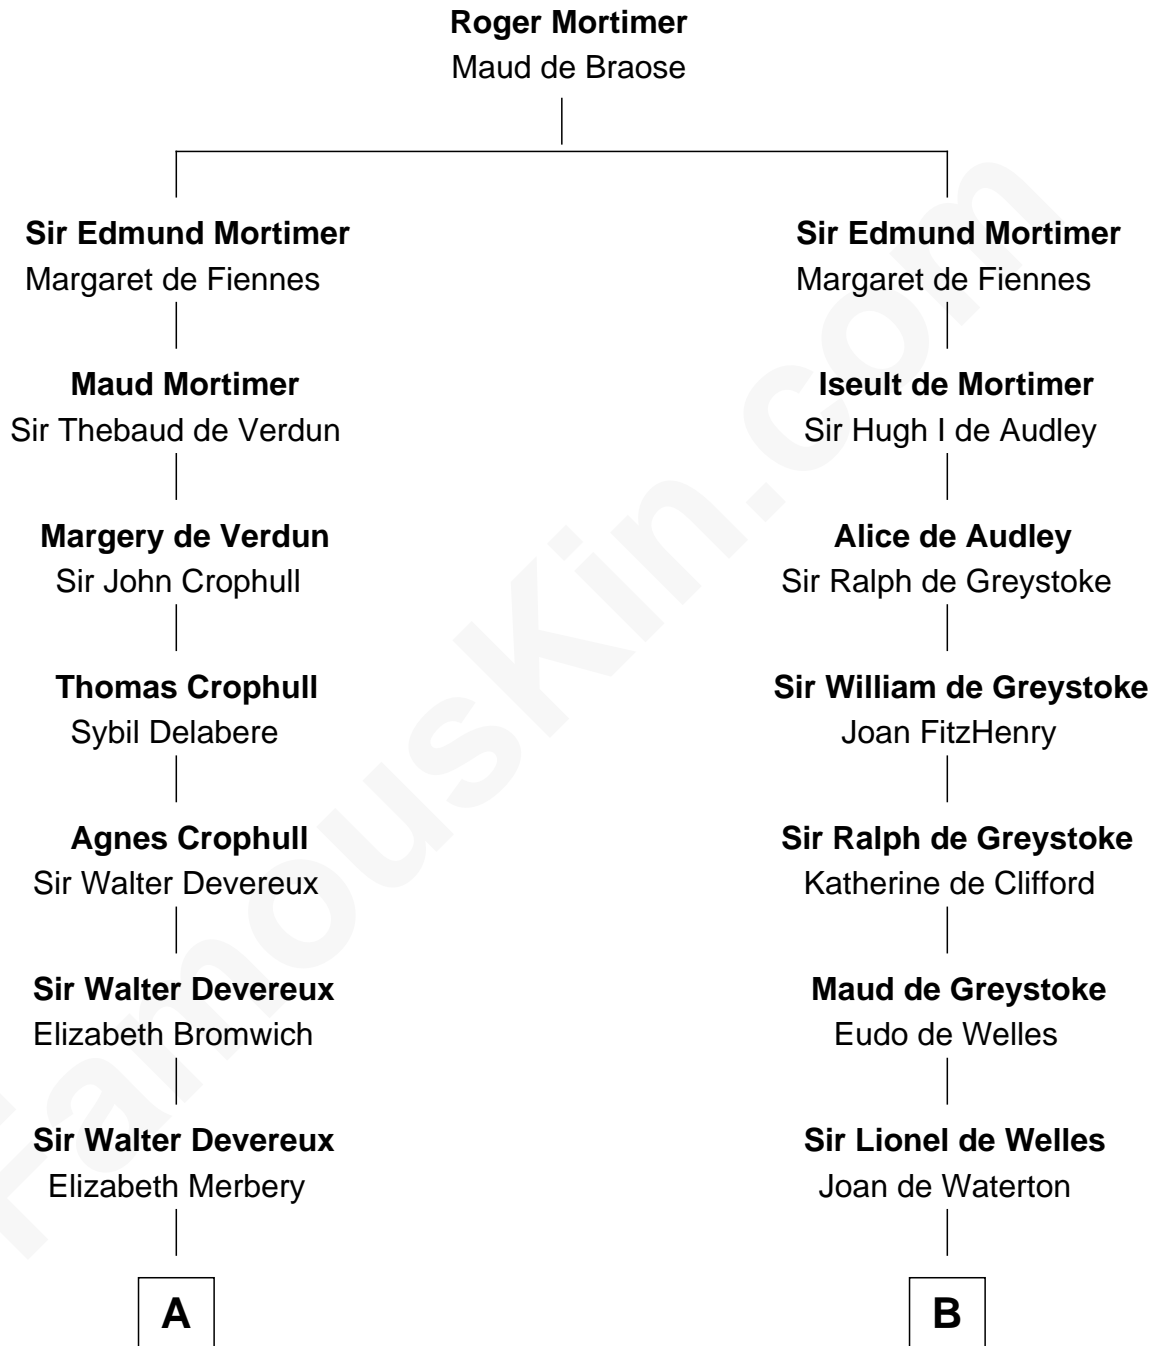 Roger Mortimer
Maud de Braose
Sir Edmund Mortimer
Margaret de Fiennes
Maud Mortimer
Sir Thebaud de Verdun
Margery de Verdun
Sir John Crophull
Thomas Crophull
Sybil Delabere
Agnes Crophull
Sir Walter Devereux
Sir Walter Devereux
Elizabeth Bromwich
Sir Walter Devereux
Elizabeth Merbery
A
Sir Edmund Mortimer
Margaret de Fiennes
Iseult de Mortimer
Sir Hugh I de Audley
Alice de Audley
Sir Ralph de Greystoke
Sir William de Greystoke
Joan FitzHenry
Sir Ralph de Greystoke
Katherine de Clifford
Maud de Greystoke
Eudo de Welles
Sir Lionel de Welles
Joan de Waterton
B
FamousKin.com